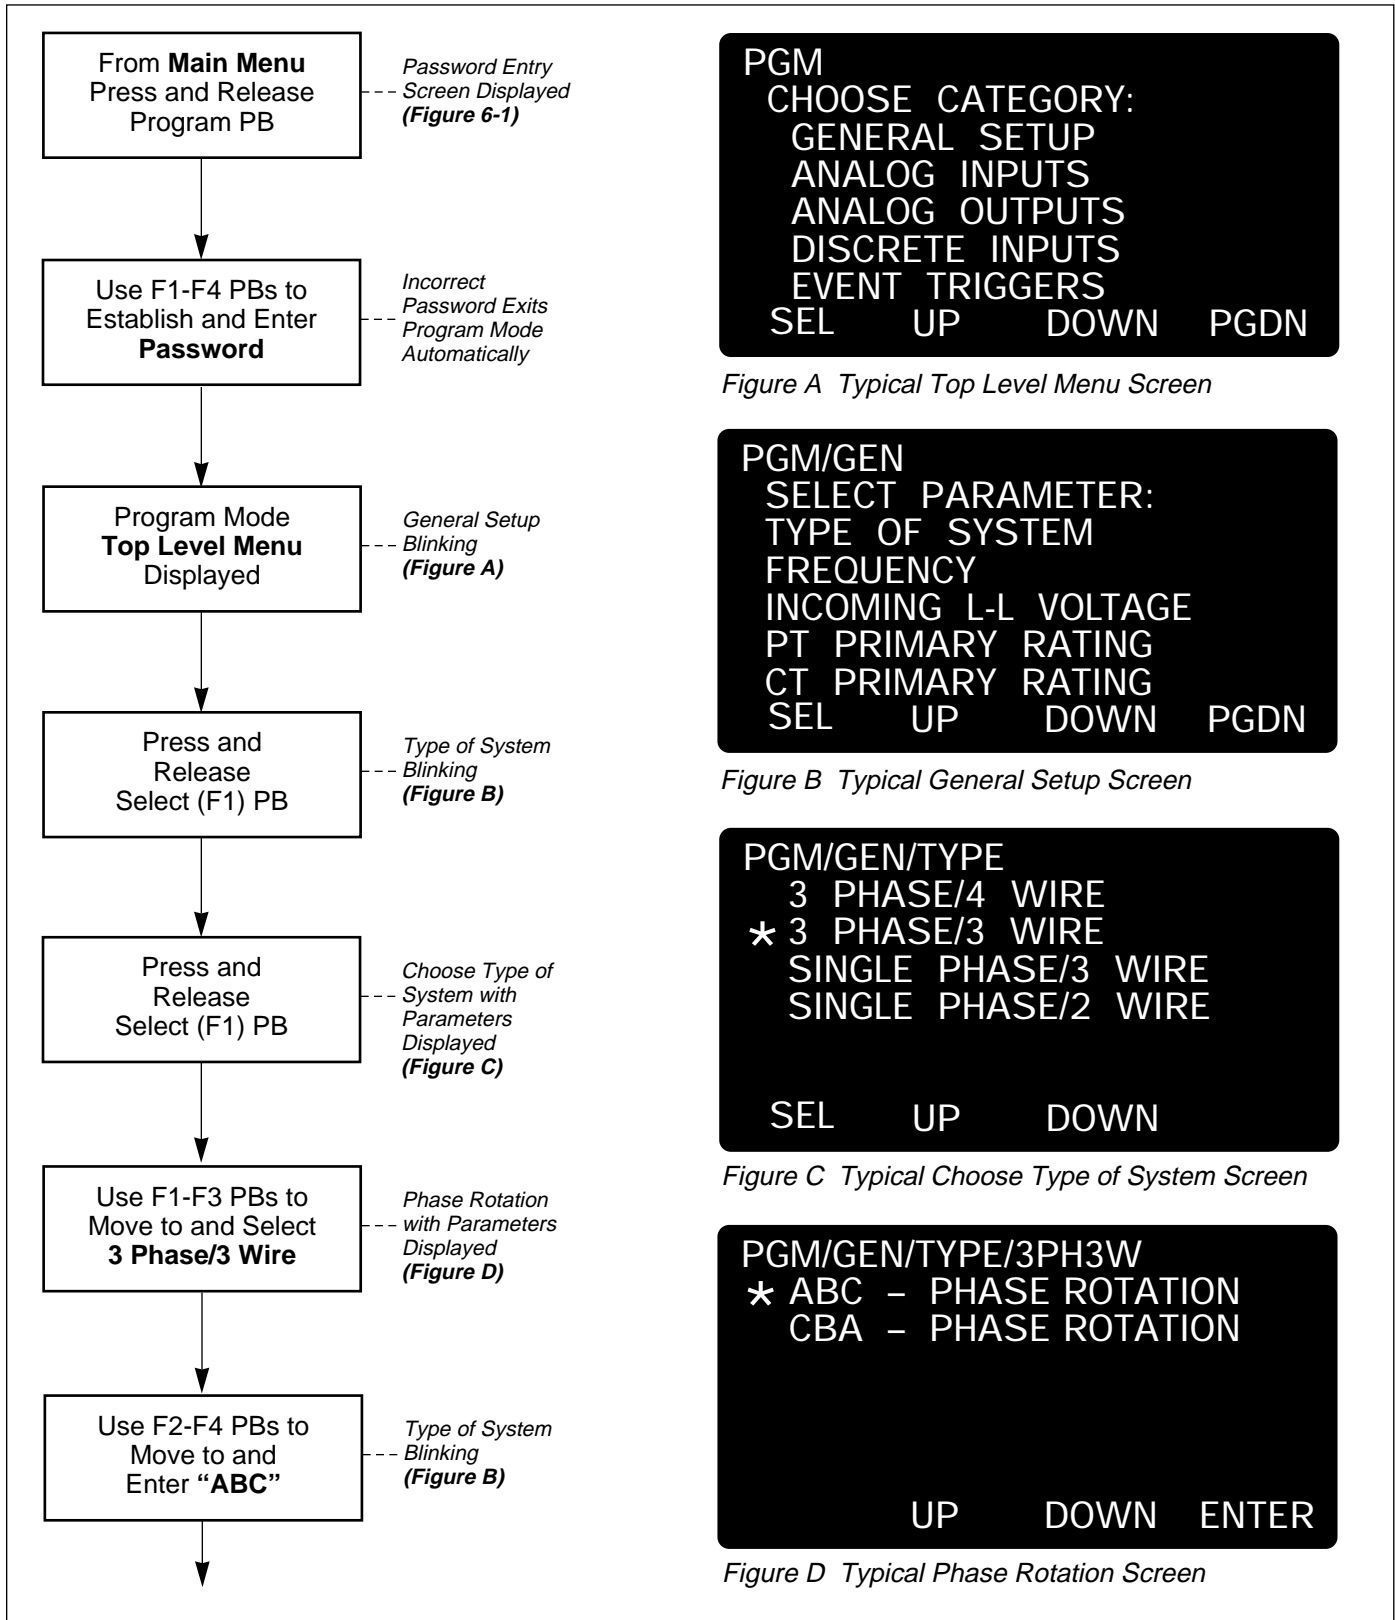 From Main Menu
Press and Release
Program PB
Password Entry
Screen Displayed
(Figure 6-1)
Use F1-F4 PBs to
Establish and Enter
Password
Incorrect
Password Exits
Program Mode
Automatically
Program Mode
Top Level Menu
Displayed
General Setup
Blinking
(Figure A)
Press and
Release
Select (F1) PB
Type of System
Blinking
(Figure B)
Press and
Release
Select (F1) PB
Choose Type of
System with
Parameters
Displayed
(Figure C)
Use F1-F3 PBs to
Move to and Select
3 Phase/3 Wire
Phase Rotation
with Parameters
Displayed
(Figure D)
Use F2-F4 PBs to
Move to and
Enter “ABC”
Type of System
Blinking
(Figure B)
PGM
CHOOSE CATEGORY:
GENERAL SETUP
ANALOG INPUTS
ANALOG OUTPUTS
DISCRETE INPUTS
EVENT TRIGGERS
SEL UP DOWN PGDN
Figure A Typical Top Level Menu Screen
PGM/GEN
SELECT PARAMETER:
TYPE OF SYSTEM
FREQUENCY
INCOMING L-L VOLTAGE
PT PRIMARY RATING
CT PRIMARY RATING
SEL UP DOWN PGDN
Figure B Typical General Setup Screen
PGM/GEN/TYPE
3 PHASE/4 WIRE
* 3 PHASE/3 WIRE
SINGLE PHASE/3 WIRE
SINGLE PHASE/2 WIRE
SEL UP DOWN
Figure C Typical Choose Type of System Screen
PGM/GEN/TYPE/3PH3W
* ABC – PHASE ROTATION
CBA – PHASE ROTATION
UP DOWN ENTER
Figure D Typical Phase Rotation Screen